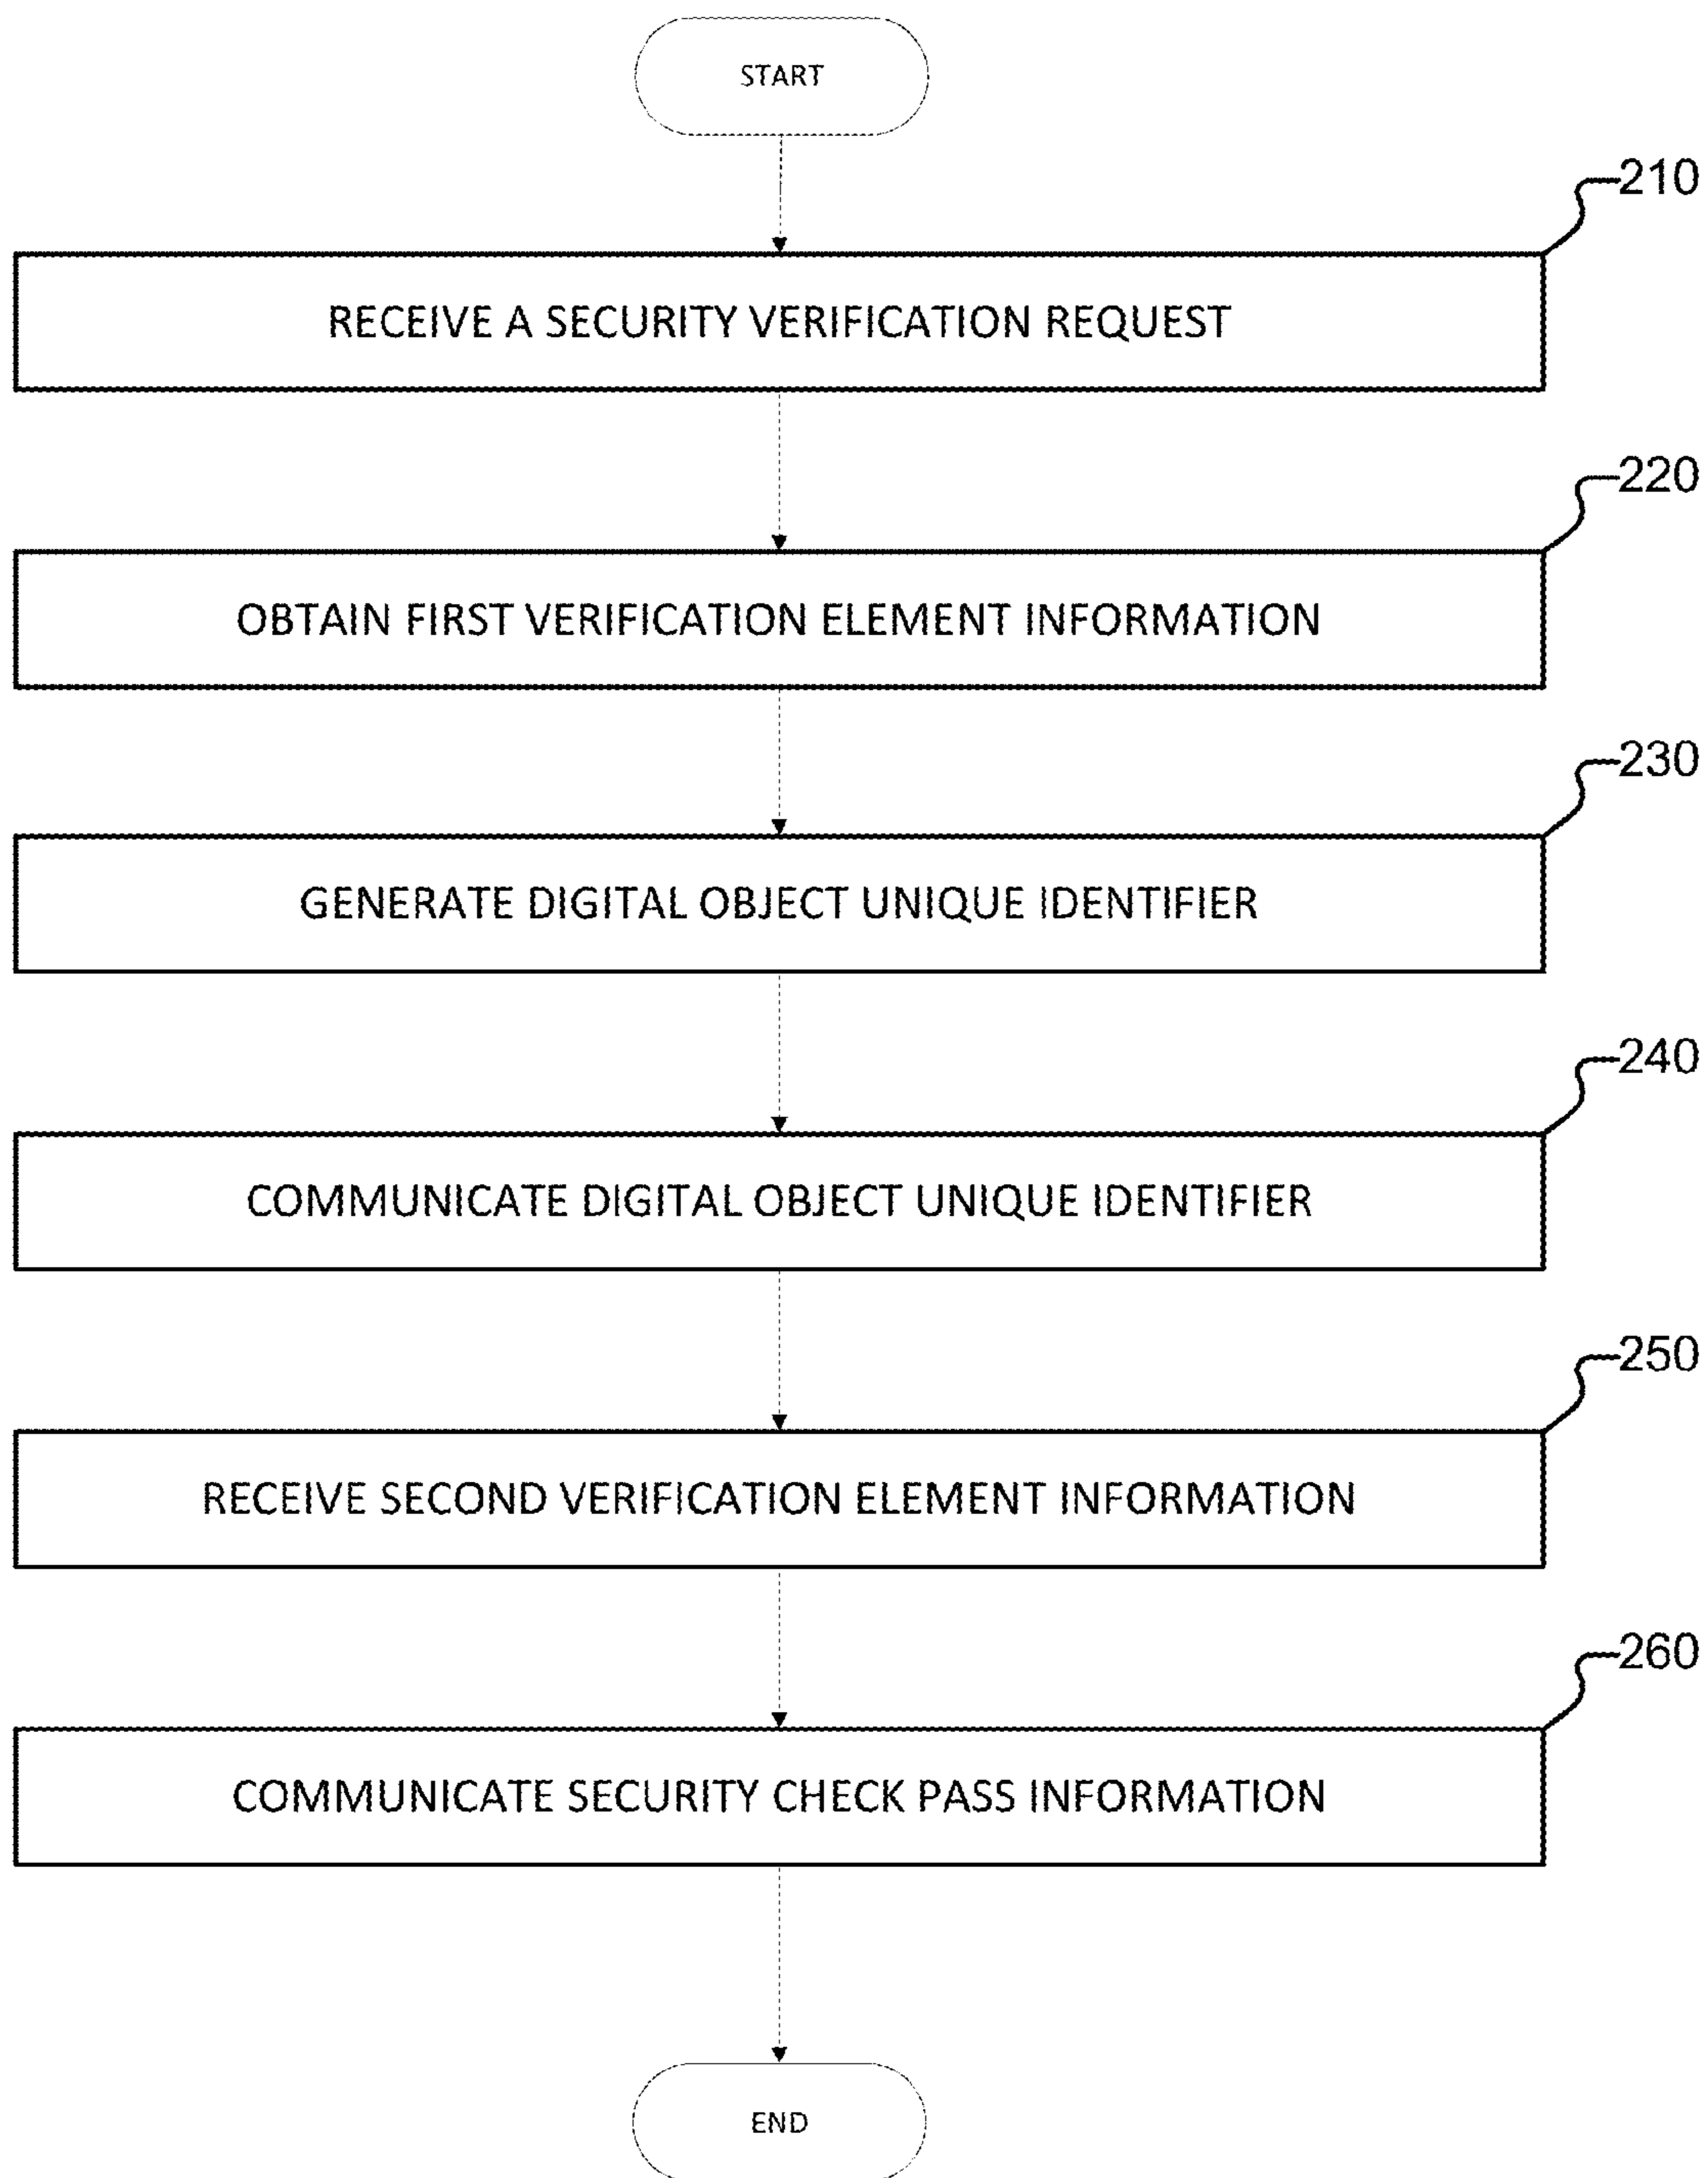 START
210
RECEIVE A SECURITY VERIFICATION REQUEST
220
OBTAIN FIRST VERIFICATION ELEMENT INFORMATION
230
GENERATE DIGITAL OBJECT UNIQUE IDENTIFIER
240
COMMUNICATE DIGITAL OBJECT UNIQUE IDENTIFIER
250
RECEIVE SECOND VERIFICATION ELEMENT INFORMATION
260
COMMUNICATE SECURITY CHECK PASS INFORMATION
END